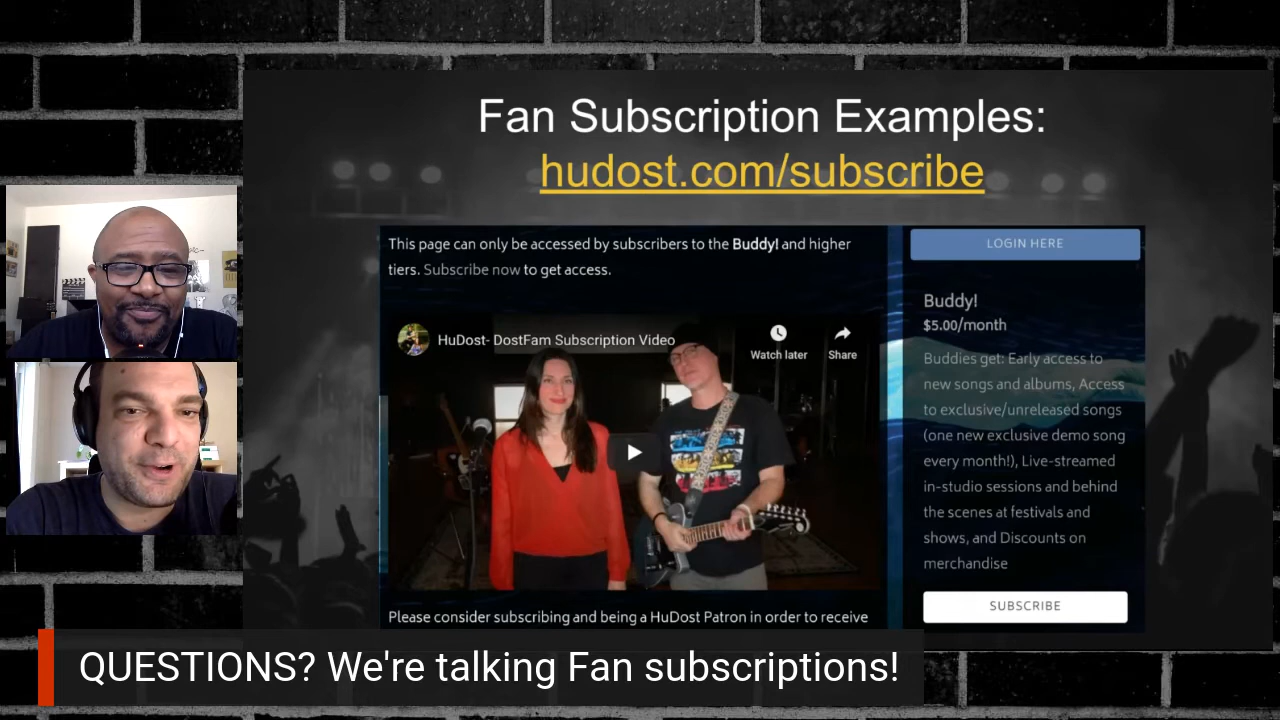 Fan Subscription Examples:
hudost.com/subscribe
This page can only be accessed by subscribers to the Buddy! and higher
tiers. Subscribe now to get access.
HuDost- DostFam Subscription Video
Watch later
Share
Please consider subscribing and being a HuDost Patron in order to receive
LOGIN HERE
Buddy!
$5.00/month
Buddies get: Early access to
new songs and albums, Access
to exclusive/unreleased songs
(one new exclusive demo song
every month!), Live-streamed
in-studio sessions and behind
the scenes at festivals and
shows, and Discounts on
merchandise
SUBSCRIBE
QUESTIONS? We're talking Fan subscriptions!